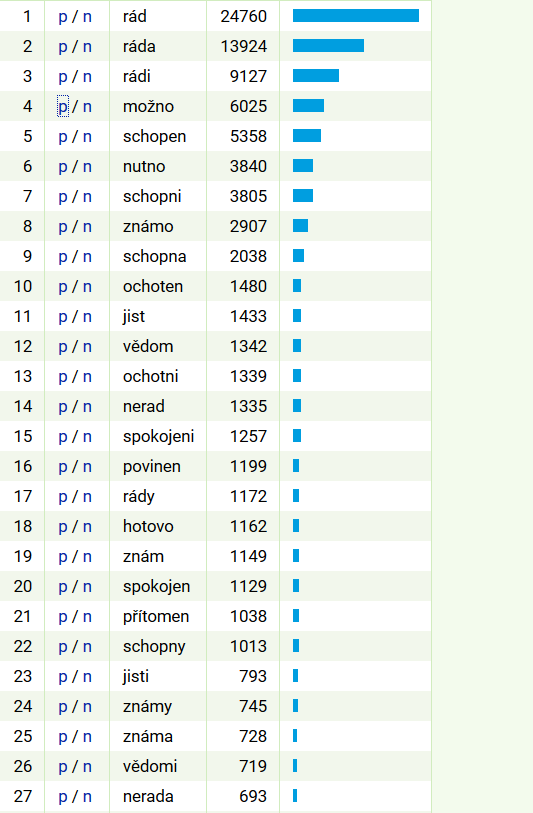 1 p / n rád 24760
2 p / n ráda 13924
3 p / n rádi 9127
4 p / n možno 6025
5 p / n schopen 5358
6 p / n nutno 3840
7 p / n schopni 3805
8 p / n známo 2907
9 p / n schopna 2038
10 p / n ochoten 1480
11 p / n jist 1433
12 p / n vědom 1342
13 p / n ochotni 1339
14 p / n nerad 1335
15 p / n spokojeni 1257
16 p / n povinen 1199
17 p / n rády 1172
18 p / n hotovo 1162
19 p / n znám 1149
20 p / n spokojen 1129
21 p / n přítomen 1038
22 p / n schopny 1013
23 p / n jisti 793
24 p / n známy 745
25 p / n známa 728
26 p / n vědomi 719
27 p / n nerada 693